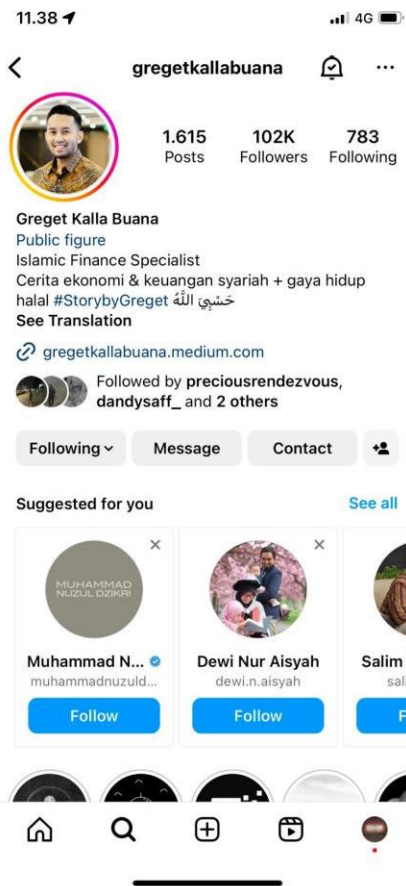 11.38
4G
gregetkallabuana
1.615 102K 783
Posts Followers Following
Greget Kalla Buana
Public figure
Islamic Finance Specialist
Cerita ekonomi & keuangan syariah + gaya hidup
halal #StorybyGreget حَسْبِيَ اللَّهُ
See Translation
gregetkallabuana.medium.com
Followed by preciousrendezvous,
dandysaff_ and 2 others
Following Message Contact
Suggested for you See all
MUHAMMAD
NUZUL DZIKRI
Muhammad N... Dewi Nur Aisyah Salim
muhammadnuzuld... dewi.n.aisyah sali
Follow Follow F